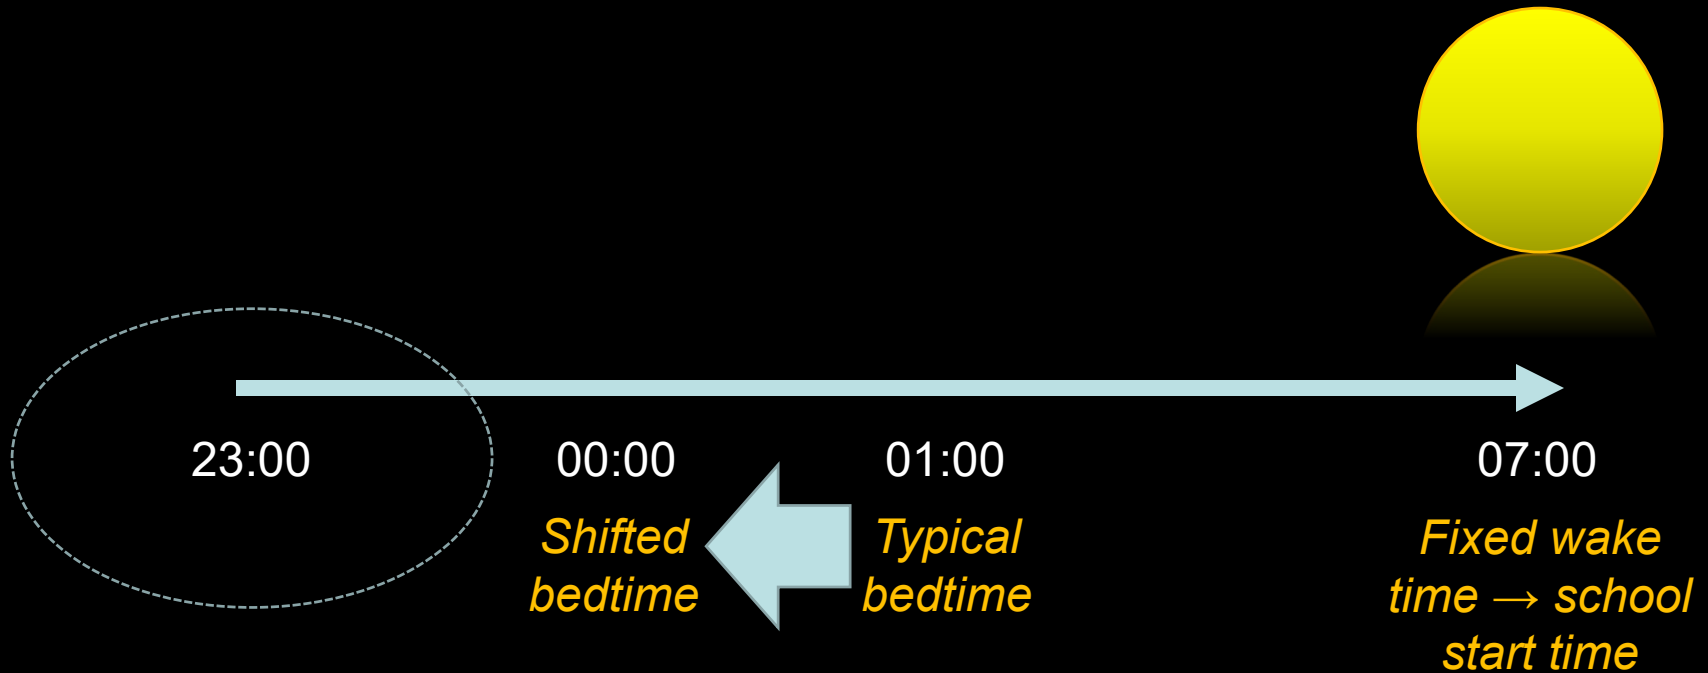 23:00 00:00 01:00 07:00
Shifted
bedtime
Typical
bedtime
Fixed wake
time → school
start time